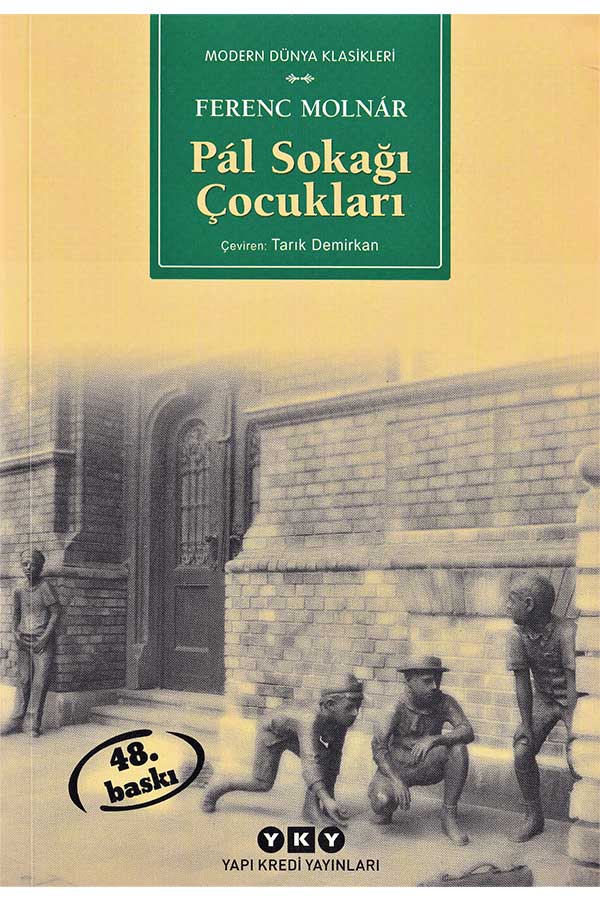 MODERN DÜNYA KLASİKLERİ
FERENC MOLNÁR
Pál Sokağı
Çocukları
Çeviren: Tarık Demirkan
48.
baskı
YKY
YAPI KREDİ YAYINLARI